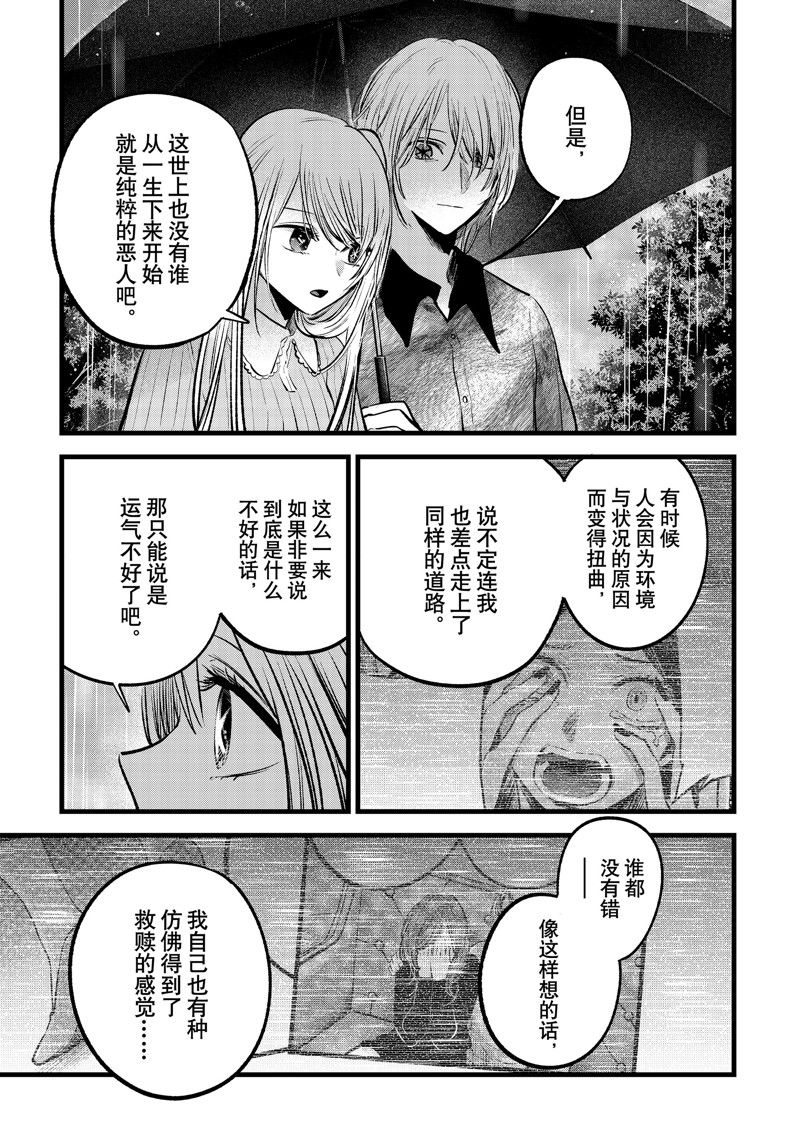 但是，
这世上也没有谁
从一生下来开始
就是纯粹的恶人吧。
有时候
人会因为环境
与状况的原因
而变得扭曲，
说不定连我
也差点走上了
同样的道路。
这么一来
如果非要说
到底是什么
不好的话，
那只能说是
运气不好了吧。
谁都
没有错
——
像这样想的话，
我自己也有种
仿佛得到了
救赎的感觉……